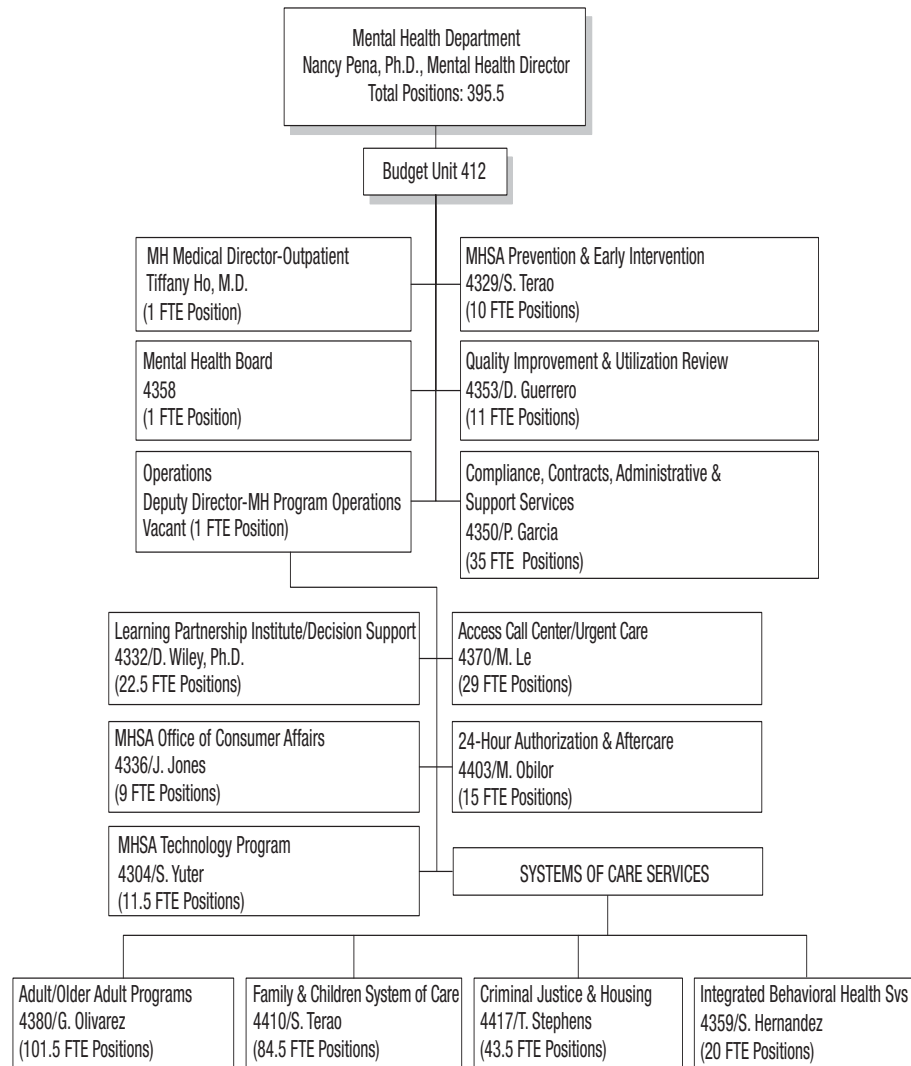 Mental Health Department
Nancy Pena, Ph.D., Mental Health Director
Total Positions: 395.5
Budget Unit 412
MH Medical Director-Outpatient
Tiffany Ho, M.D.
(1 FTE Position)
MHSA Prevention & Early Intervention
4329/S. Terao
(10 FTE Positions)
Mental Health Board
4358
(1 FTE Position)
Quality Improvement & Utilization Review
4353/D. Guerrero
(11 FTE Positions)
Operations
Deputy Director-MH Program Operations
Vacant (1 FTE Position)
Compliance, Contracts, Administrative &
Support Services
4350/P. Garcia
(35 FTE Positions)
Learning Partnership Institute/Decision Support
4332/D. Wiley, Ph.D.
(22.5 FTE Positions)
Access Call Center/Urgent Care
4370/M. Le
(29 FTE Positions)
MHSA Office of Consumer Affairs
4336/J. Jones
(9 FTE Positions)
24-Hour Authorization & Aftercare
4403/M. Obilor
(15 FTE Positions)
MHSA Technology Program
4304/S. Yuter
(11.5 FTE Positions)
SYSTEMS OF CARE SERVICES
Adult/Older Adult Programs
4380/G. Olivarez
(101.5 FTE Positions)
Family & Children System of Care
4410/S. Terao
(84.5 FTE Positions)
Criminal Justice & Housing
4417/T. Stephens
(43.5 FTE Positions)
Integrated Behavioral Health Svs
4359/S. Hernandez
(20 FTE Positions)